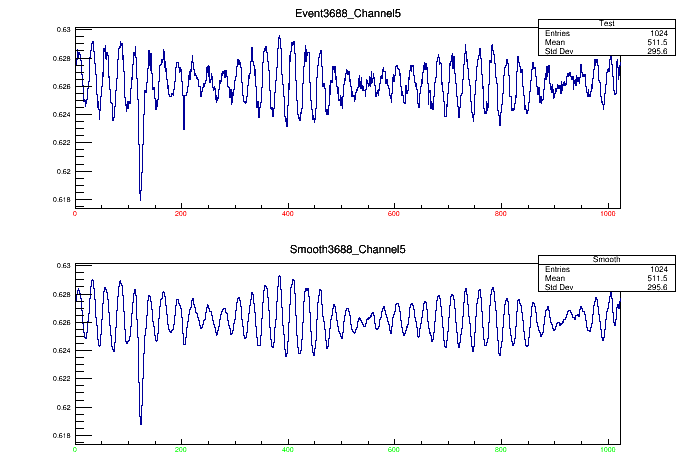 Event3688_Channel5
Test
Entries 1024
Mean 511.5
Std Dev 295.6
0.63
0.628
0.626
0.624
0.622
0.62
0.618
0 200 400 600 800 1000
Smooth3688_Channel5
Smooth
Entries 1024
Mean 511.5
Std Dev 295.6
0.63
0.628
0.626
0.624
0.622
0.62
0.618
0 200 400 600 800 1000